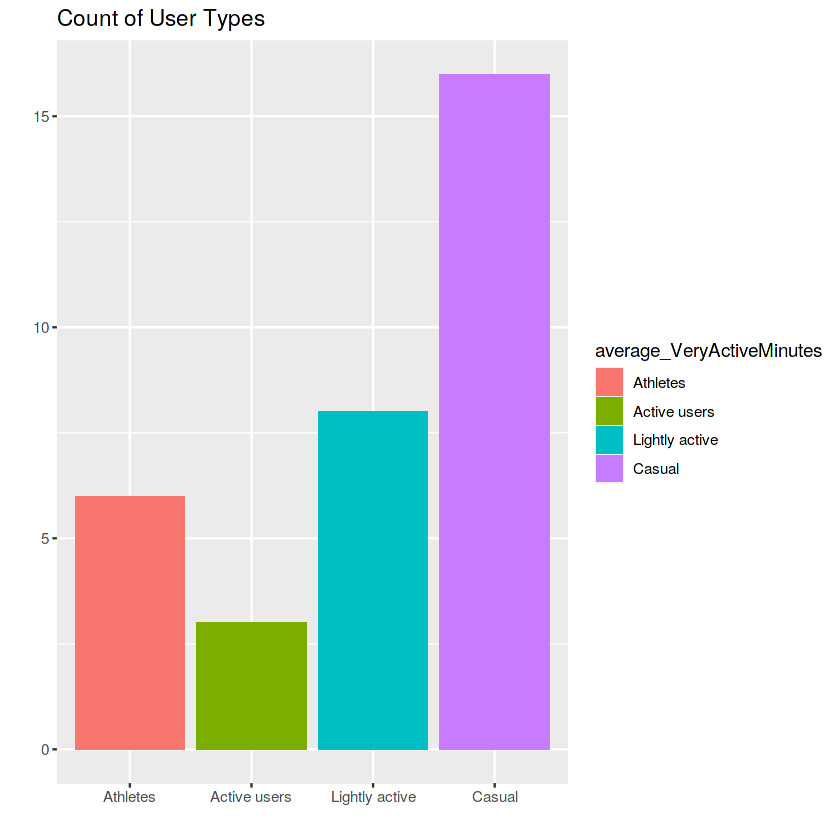 Count of User Types
15
10
5
0
Athletes Active users Lightly active Casual
average_VeryActiveMinutes
Athletes
Active users
Lightly active
Casual